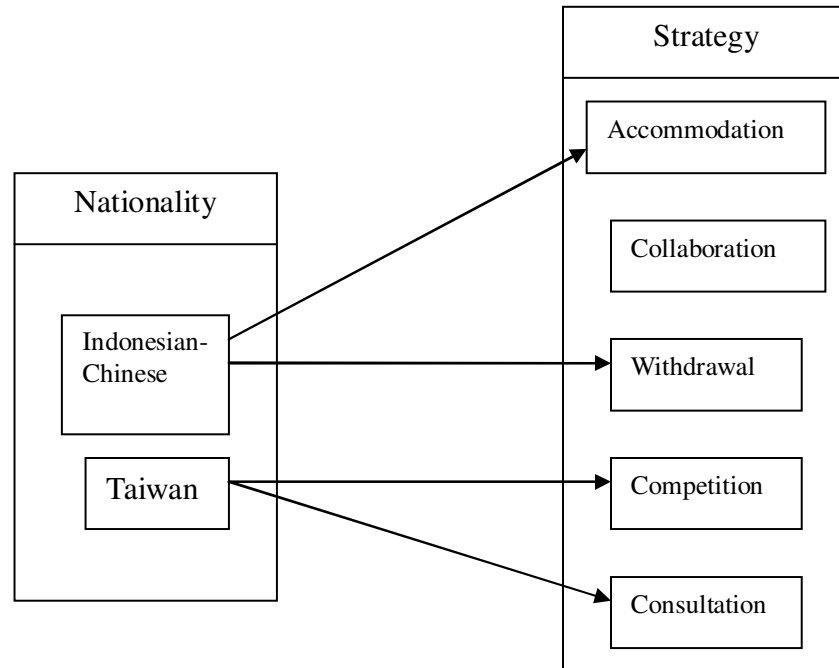 Strategy
Accommodation
Nationality
Collaboration
Indonesian-
Chinese
Withdrawal
Taiwan
Competition
Consultation